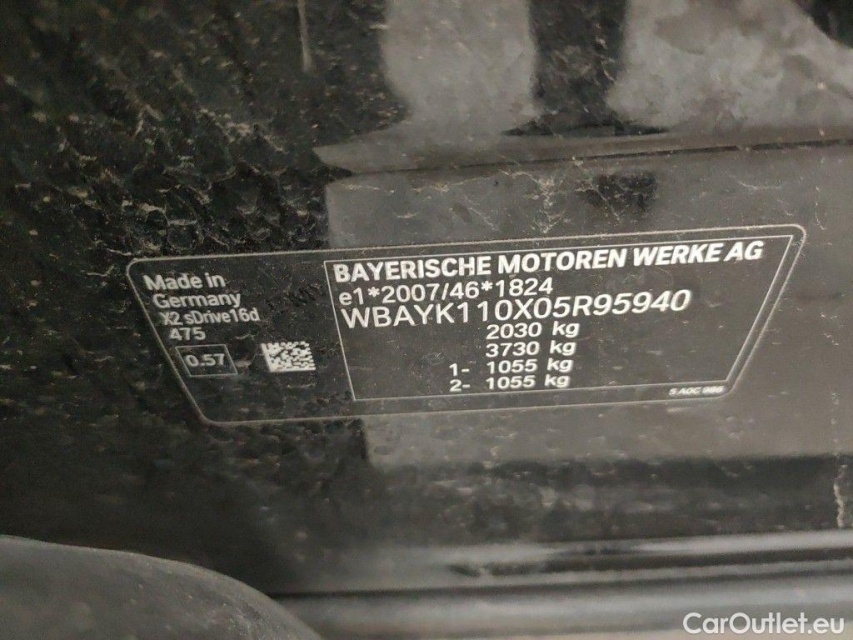 Made in
Germany
X2 sDrive16d
475
0.57
BAYERISCHE MOTOREN WERKE AG
e1*2007/46*1824
WBAYK110X05R95940
2030 kg
3730 kg
1- 1055 kg
2- 1055 kg
CarOutlet.eu